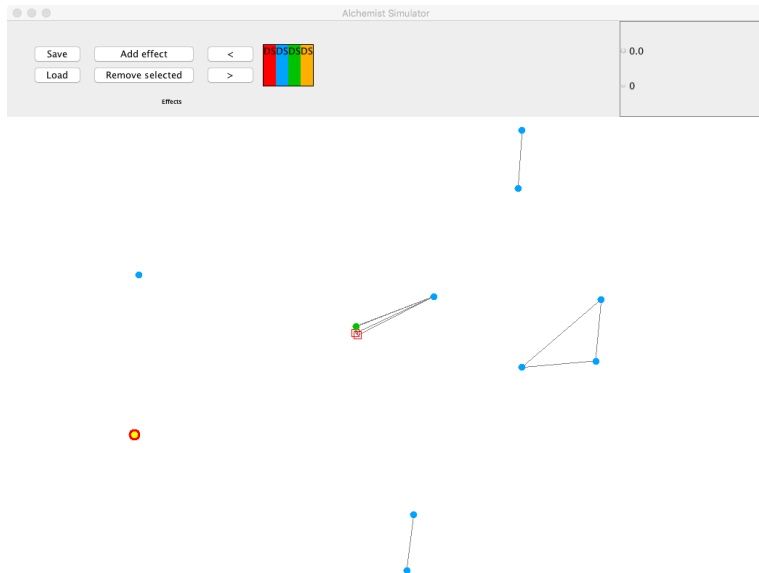 Alchemist Simulator
Save
Add effect
<
DSDSDSDS
0.0
Load
Remove selected
>
0
Effects